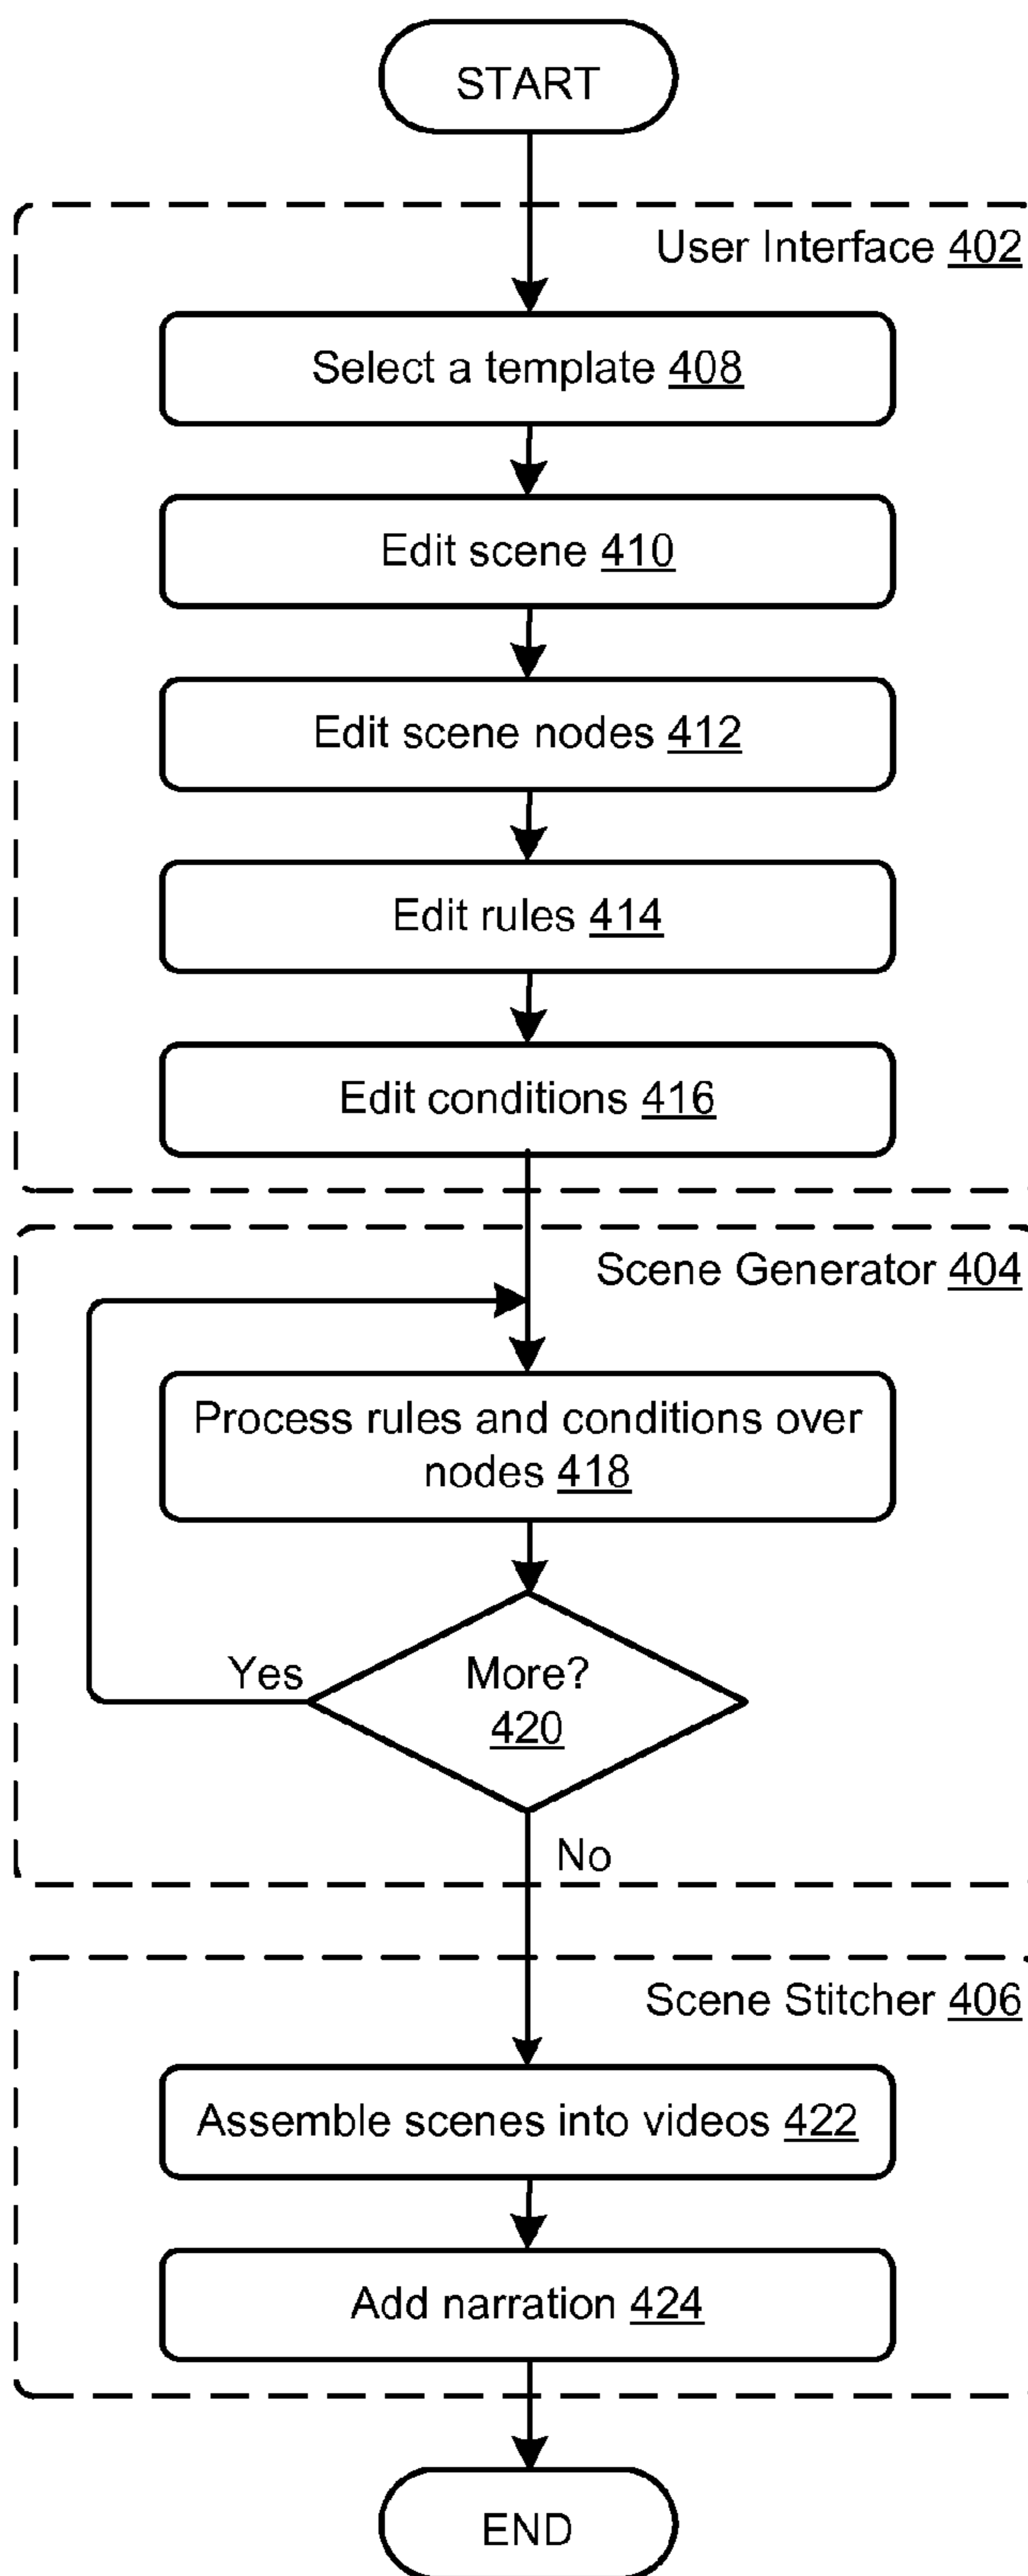 START
User Interface 402
Select a template 408
Edit scene 410
Edit scene nodes 412
Edit rules 414
Edit conditions 416
Scene Generator 404
Process rules and conditions over
nodes 418
Yes
More?
420
No
Scene Stitcher 406
Assemble scenes into videos 422
Add narration 424
END